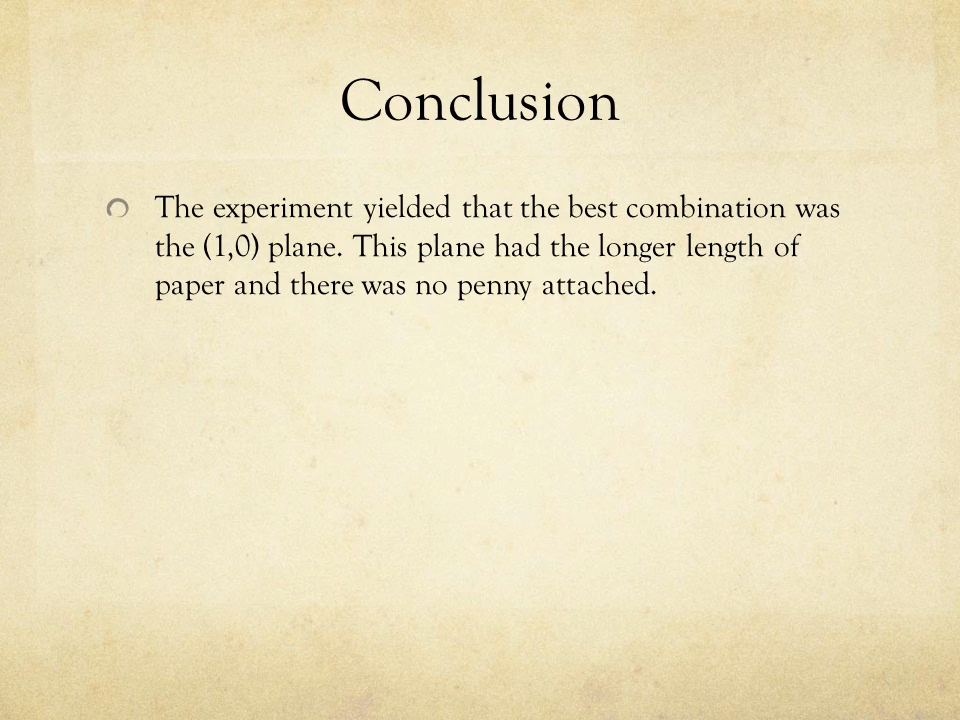 Conclusion
The experiment yielded that the best combination was
the (1,0) plane. This plane had the longer length of
paper and there was no penny attached.